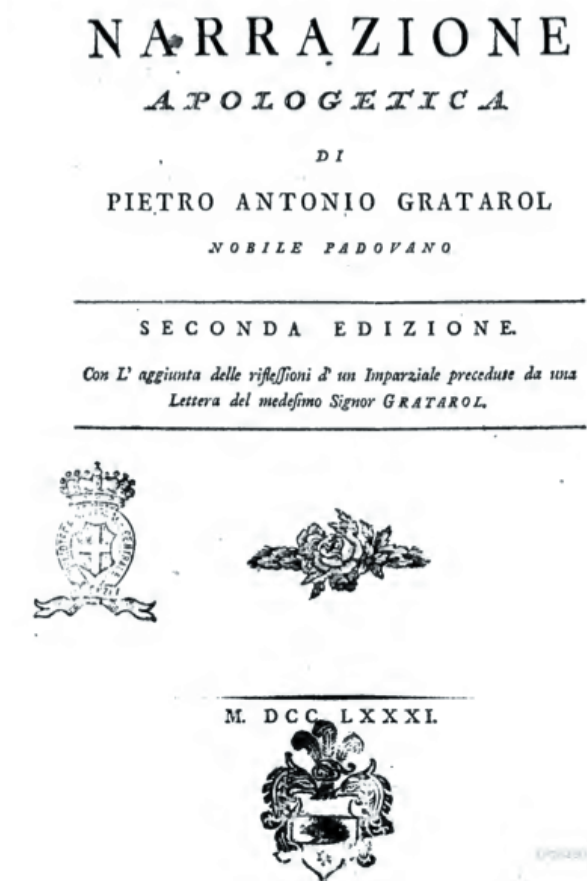 NARRAZIONE
APOLOGETICA
DI
PIETRO ANTONIO GRATAROL
NOBILE PADOVANO
SECONDA EDIZIONE.
Con L' aggiunta delle riflessioni d' un Imparziale precedute da una
Lettera del medesimo Signor GRATAROL.
M. DCC LXXXI.